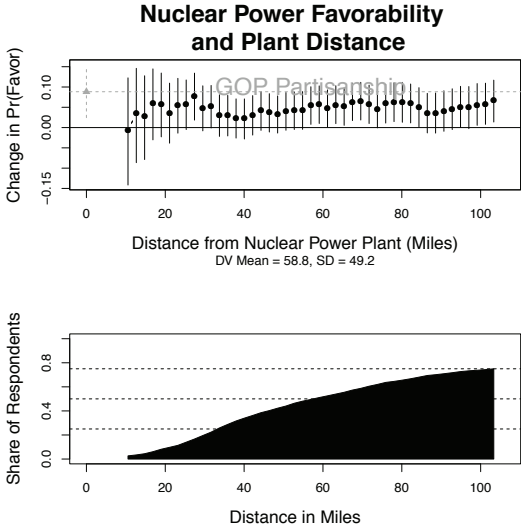 Nuclear Power Favorability
and Plant Distance
GOP Partisanship
Change in Pr(Favor)
0.10
0.00
−0.15
0
20
40
60
80
100
Distance from Nuclear Power Plant (Miles)
DV Mean = 58.8, SD = 49.2
Share of Respondents
0.8
0.4
0.0
0
20
40
60
80
100
Distance in Miles